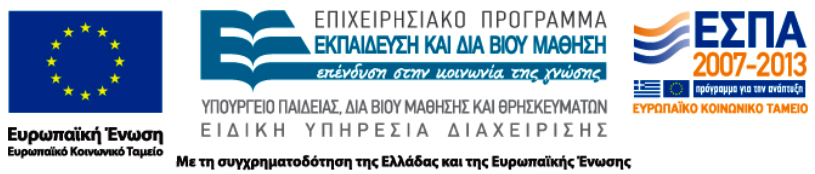 Ευρωπαϊκή Ένωση
Ευρωπαϊκό Κοινωνικό Ταμείο
ΕΠΙΧΕΙΡΗΣΙΑΚΟ ΠΡΟΓΡΑΜΜΑ
ΕΚΠΑΙΔΕΥΣΗ ΚΑΙ ΔΙΑ ΒΙΟΥ ΜΑΘΗΣΗ
επένδυση στην κοινωνία της γνώσης
ΥΠΟΥΡΓΕΙΟ ΠΑΙΔΕΙΑΣ, ΔΙΑ ΒΙΟΥ ΜΑΘΗΣΗΣ ΚΑΙ ΘΡΗΣΚΕΥΜΑΤΩΝ
ΕΙΔΙΚΗ ΥΠΗΡΕΣΙΑ ΔΙΑΧΕΙΡΙΣΗΣ
ΕΣΠΑ
2007-2013
πρόγραμμα για την ανάπτυξη
ΕΥΡΩΠΑΪΚΟ ΚΟΙΝΩΝΙΚΟ ΤΑΜΕΙΟ
Με τη συγχρηματοδότηση της Ελλάδας και της Ευρωπαϊκής Ένωσης